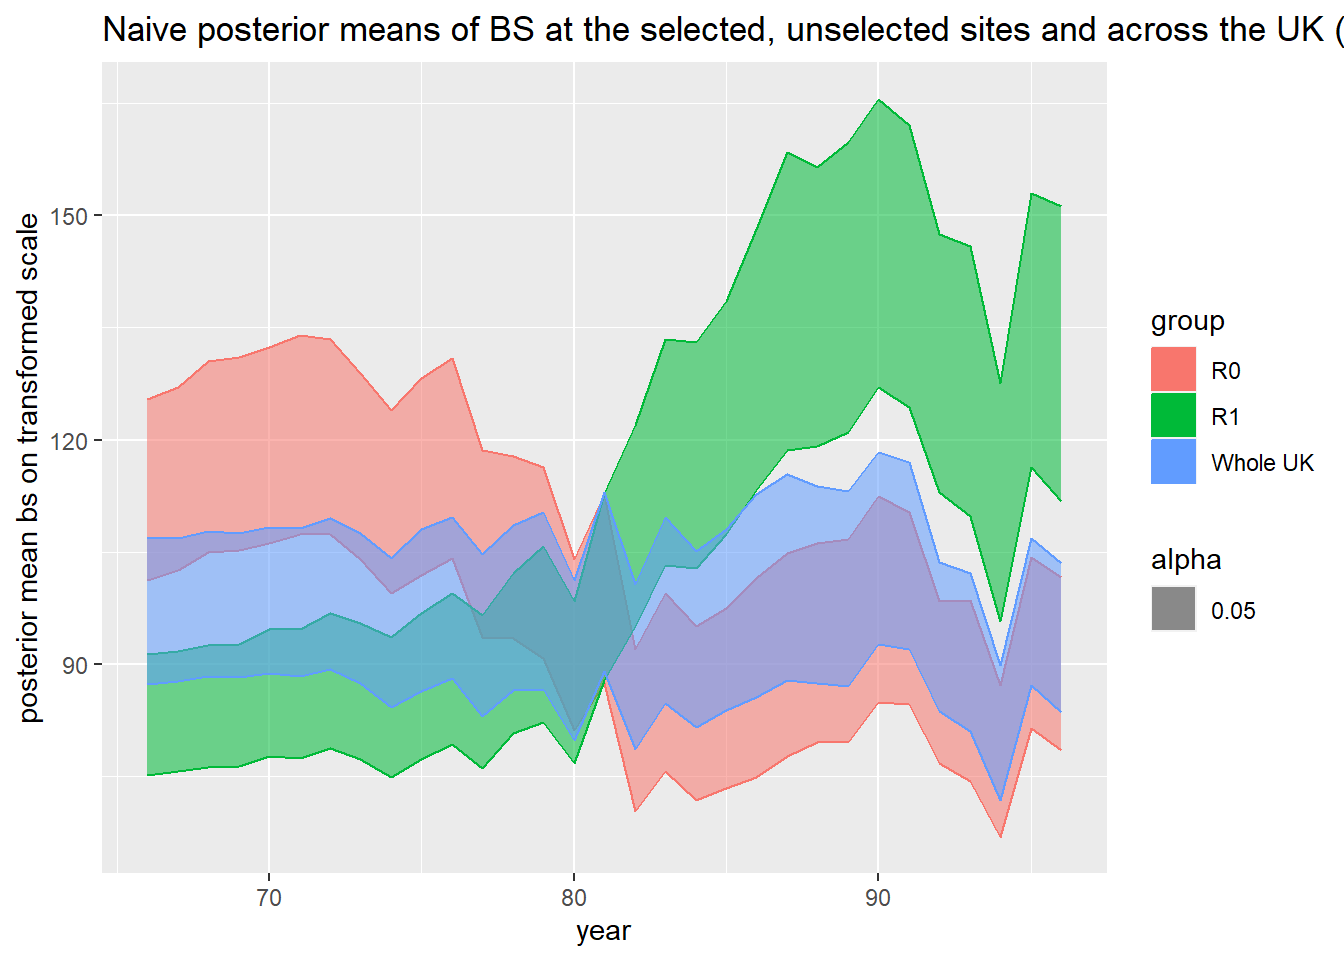 Naive posterior means of BS at the selected, unselected sites and across the UK (
posterior mean bs on transformed scale
150
120
90
70
80
90
year
group
R0
R1
Whole UK
alpha
0.05